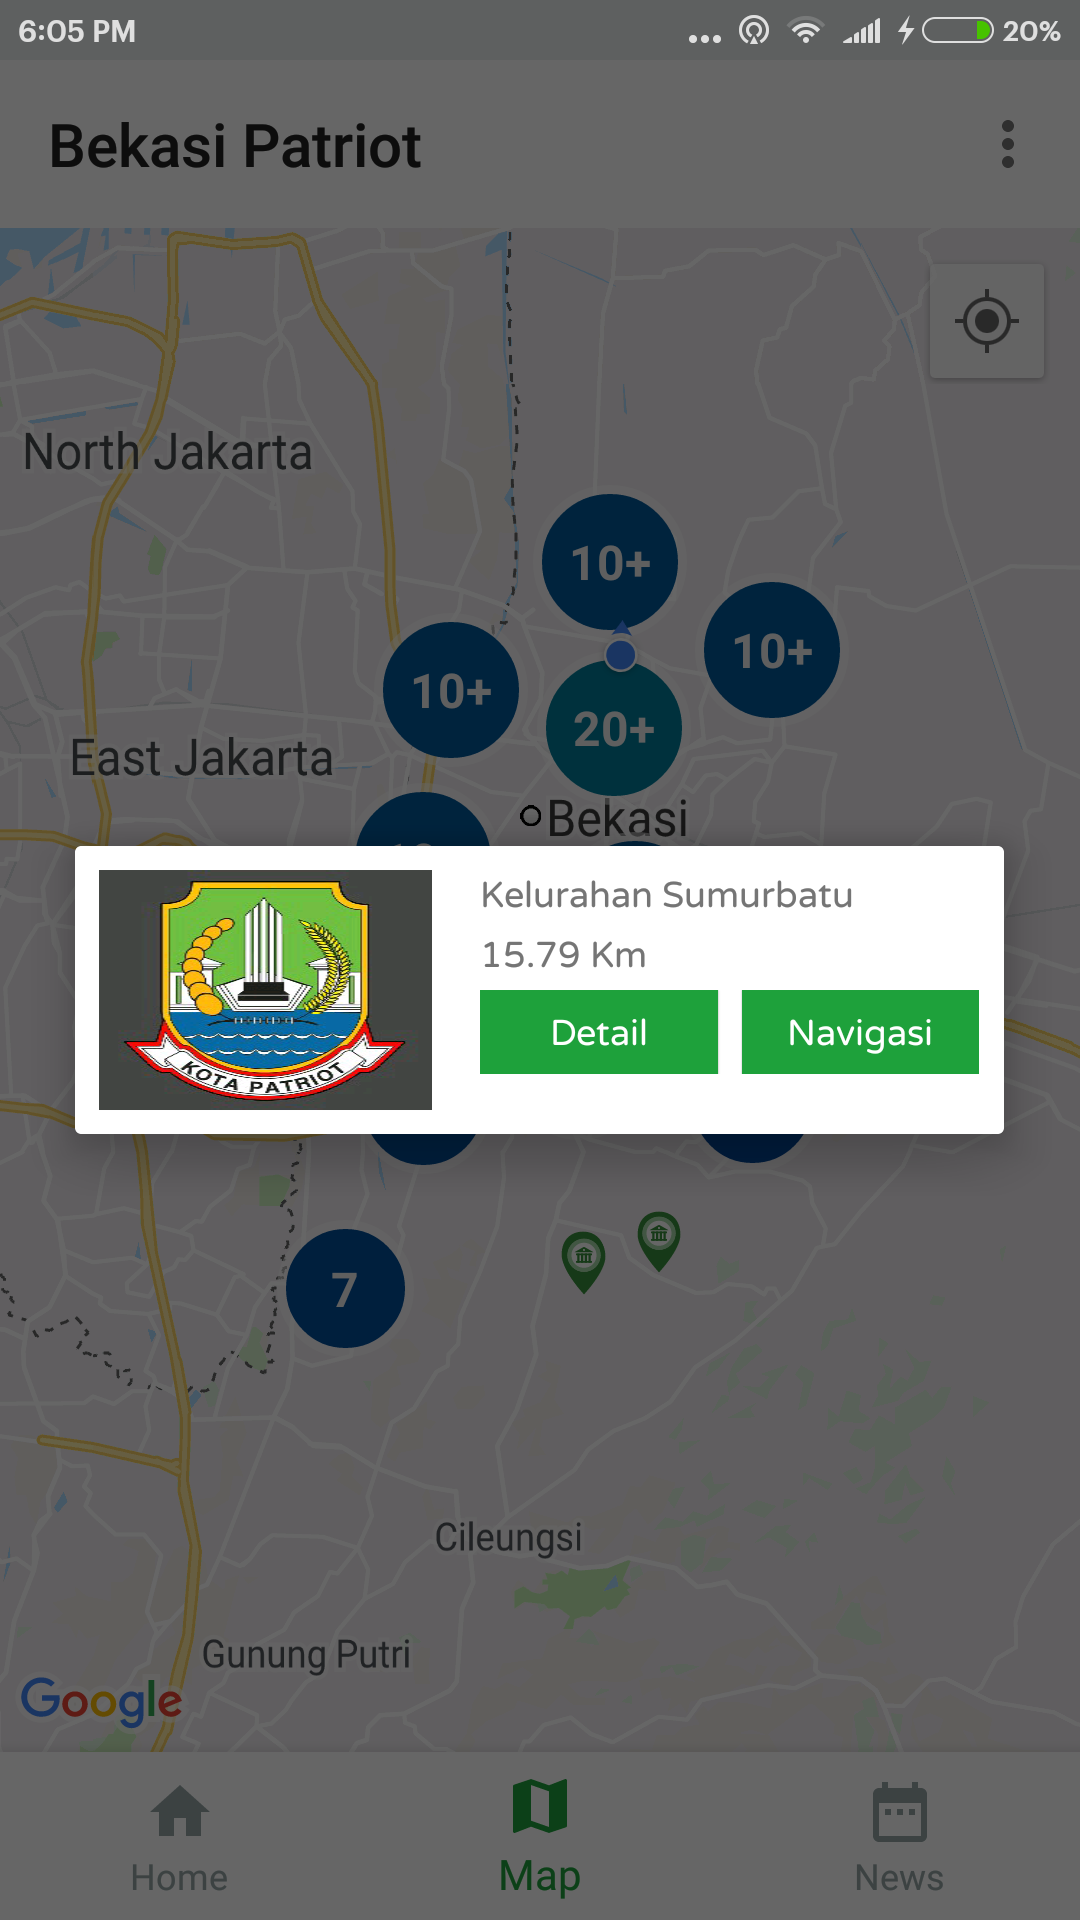 6:05 PM
20%
Bekasi Patriot
North Jakarta
10+
10+
10+
20+
East Jakarta
Bekasi
Kelurahan Sumurbatu
15.79 Km
Detail
Navigasi
KOTA PATRIOT
7
Cileungsi
Gunung Putri
Google
Home
Map
News